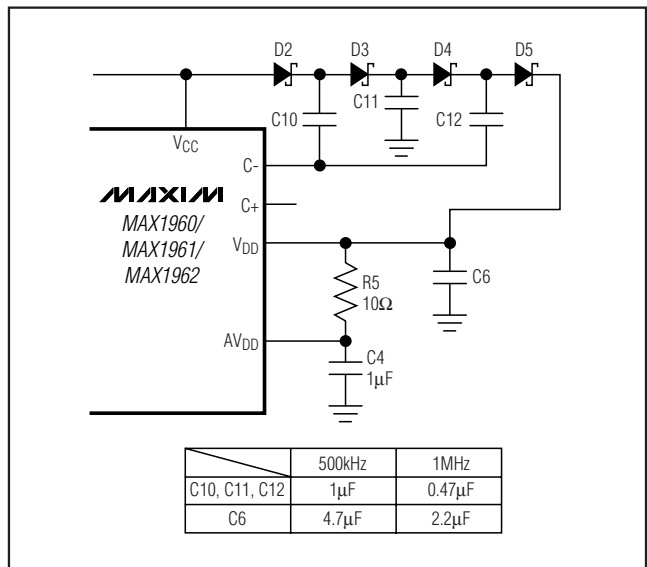 D2 D3 D4 D5
C10 C11 C12
VCC
C-
MAXIM
C+
MAX1960/
MAX1961/
MAX1962
VDD
R5
10Ω
C6
AVDD
C4
1µF
500kHz 1MHz
C10, C11, C12 1µF 0.47µF
C6 4.7µF 2.2µF